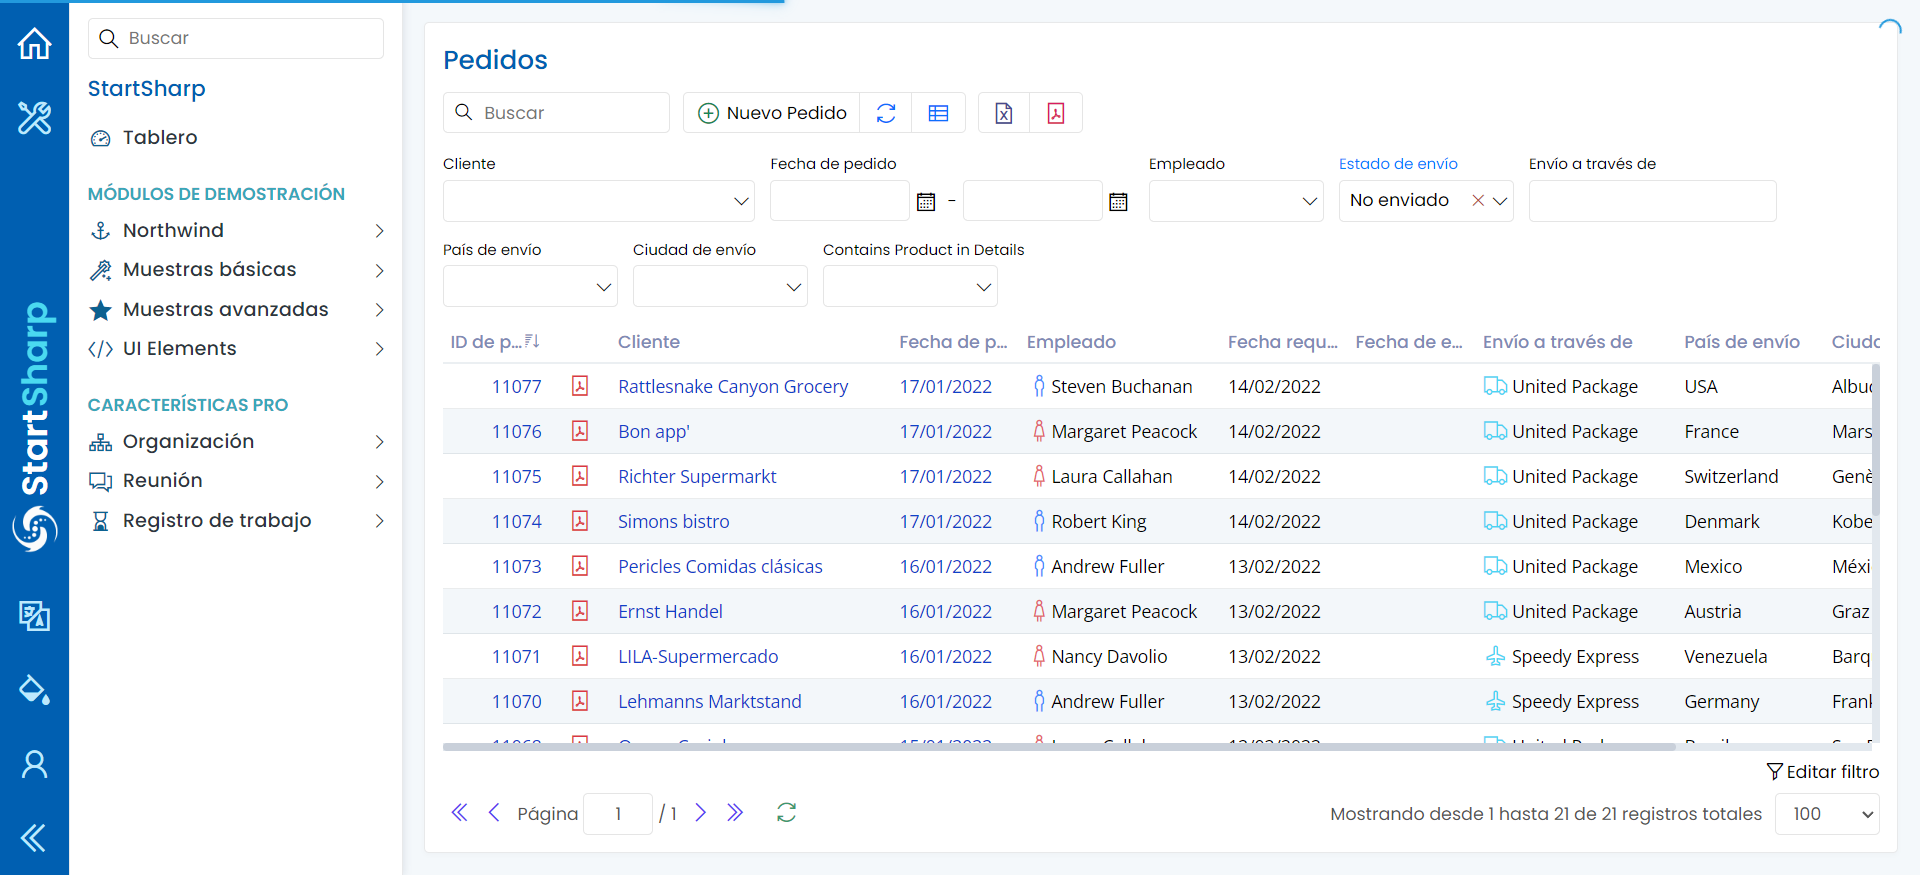 Buscar
StartSharp
Tablero
MÓDULOS DE DEMOSTRACIÓN
Northwind
Muestras básicas
Muestras avanzadas
UI Elements
CARACTERÍSTICAS PRO
Organización
Reunión
Registro de trabajo
StartSharp
Pedidos
Buscar
Nuevo Pedido
Cliente
Fecha de pedido
Empleado
Estado de envío
Envío a través de
-
No enviado
País de envío
Ciudad de envío
Contains Product in Details
ID de p... Cliente Fecha de p... Empleado Fecha requ... Fecha de e... Envío a través de País de envío Ciudc
11077 Rattlesnake Canyon Grocery 17/01/2022 Steven Buchanan 14/02/2022 United Package USA Albuc
11076 Bon app' 17/01/2022 Margaret Peacock 14/02/2022 United Package France Mars
11075 Richter Supermarkt 17/01/2022 Laura Callahan 14/02/2022 United Package Switzerland Genè
11074 Simons bistro 17/01/2022 Robert King 14/02/2022 United Package Denmark Kobe
11073 Pericles Comidas clásicas 16/01/2022 Andrew Fuller 13/02/2022 United Package Mexico Méxi
11072 Ernst Handel 16/01/2022 Margaret Peacock 13/02/2022 United Package Austria Graz
11071 LILA-Supermercado 16/01/2022 Nancy Davolio 13/02/2022 Speedy Express Venezuela Barq
11070 Lehmanns Marktstand 16/01/2022 Andrew Fuller 13/02/2022 Speedy Express Germany Frank
Editar filtro
Página 1 / 1
Mostrando desde 1 hasta 21 de 21 registros totales 100